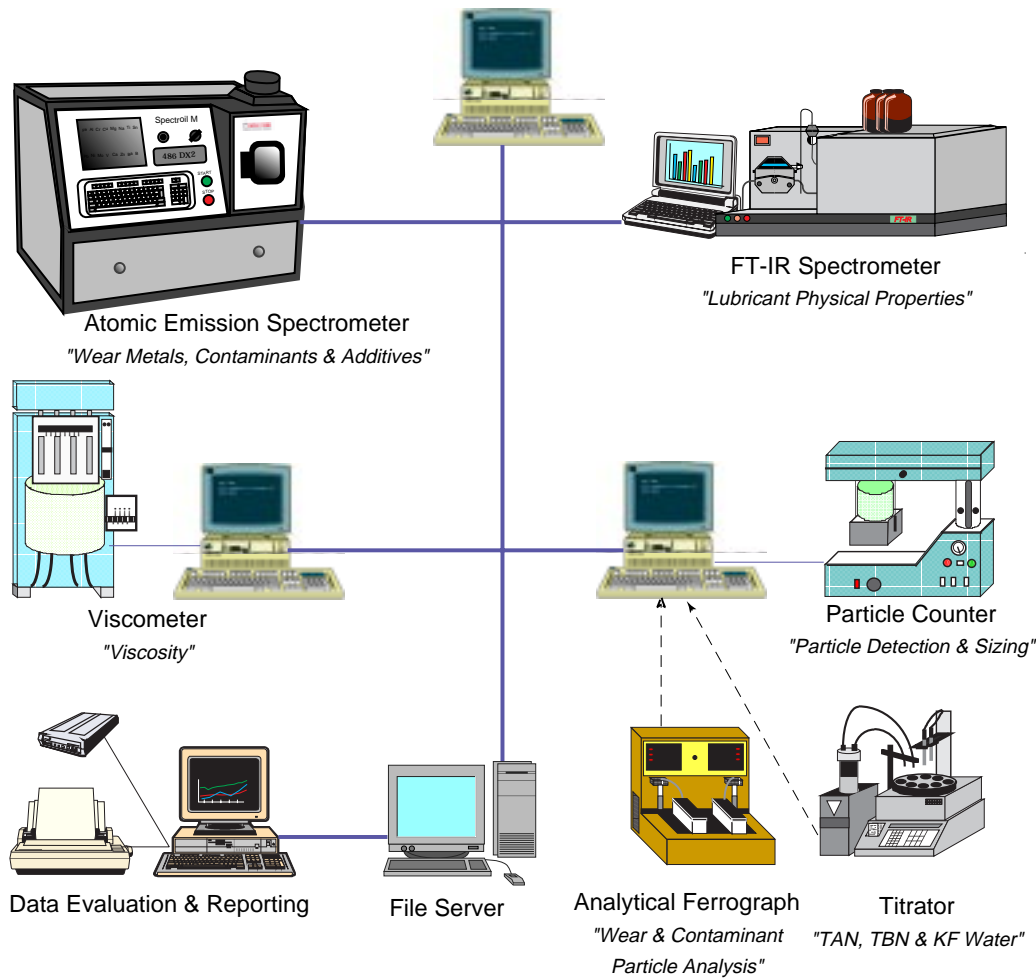 Spectroil M
486 DX2
START
STOP
FT-IR
FT-IR Spectrometer
"Lubricant Physical Properties"
Atomic Emission Spectrometer
"Wear Metals, Contaminants & Additives"
Viscometer
"Viscosity"
Particle Counter
"Particle Detection & Sizing"
Data Evaluation & Reporting
File Server
Analytical Ferrograph
"Wear & Contaminant
Particle Analysis"
Titrator
"TAN, TBN & KF Water"